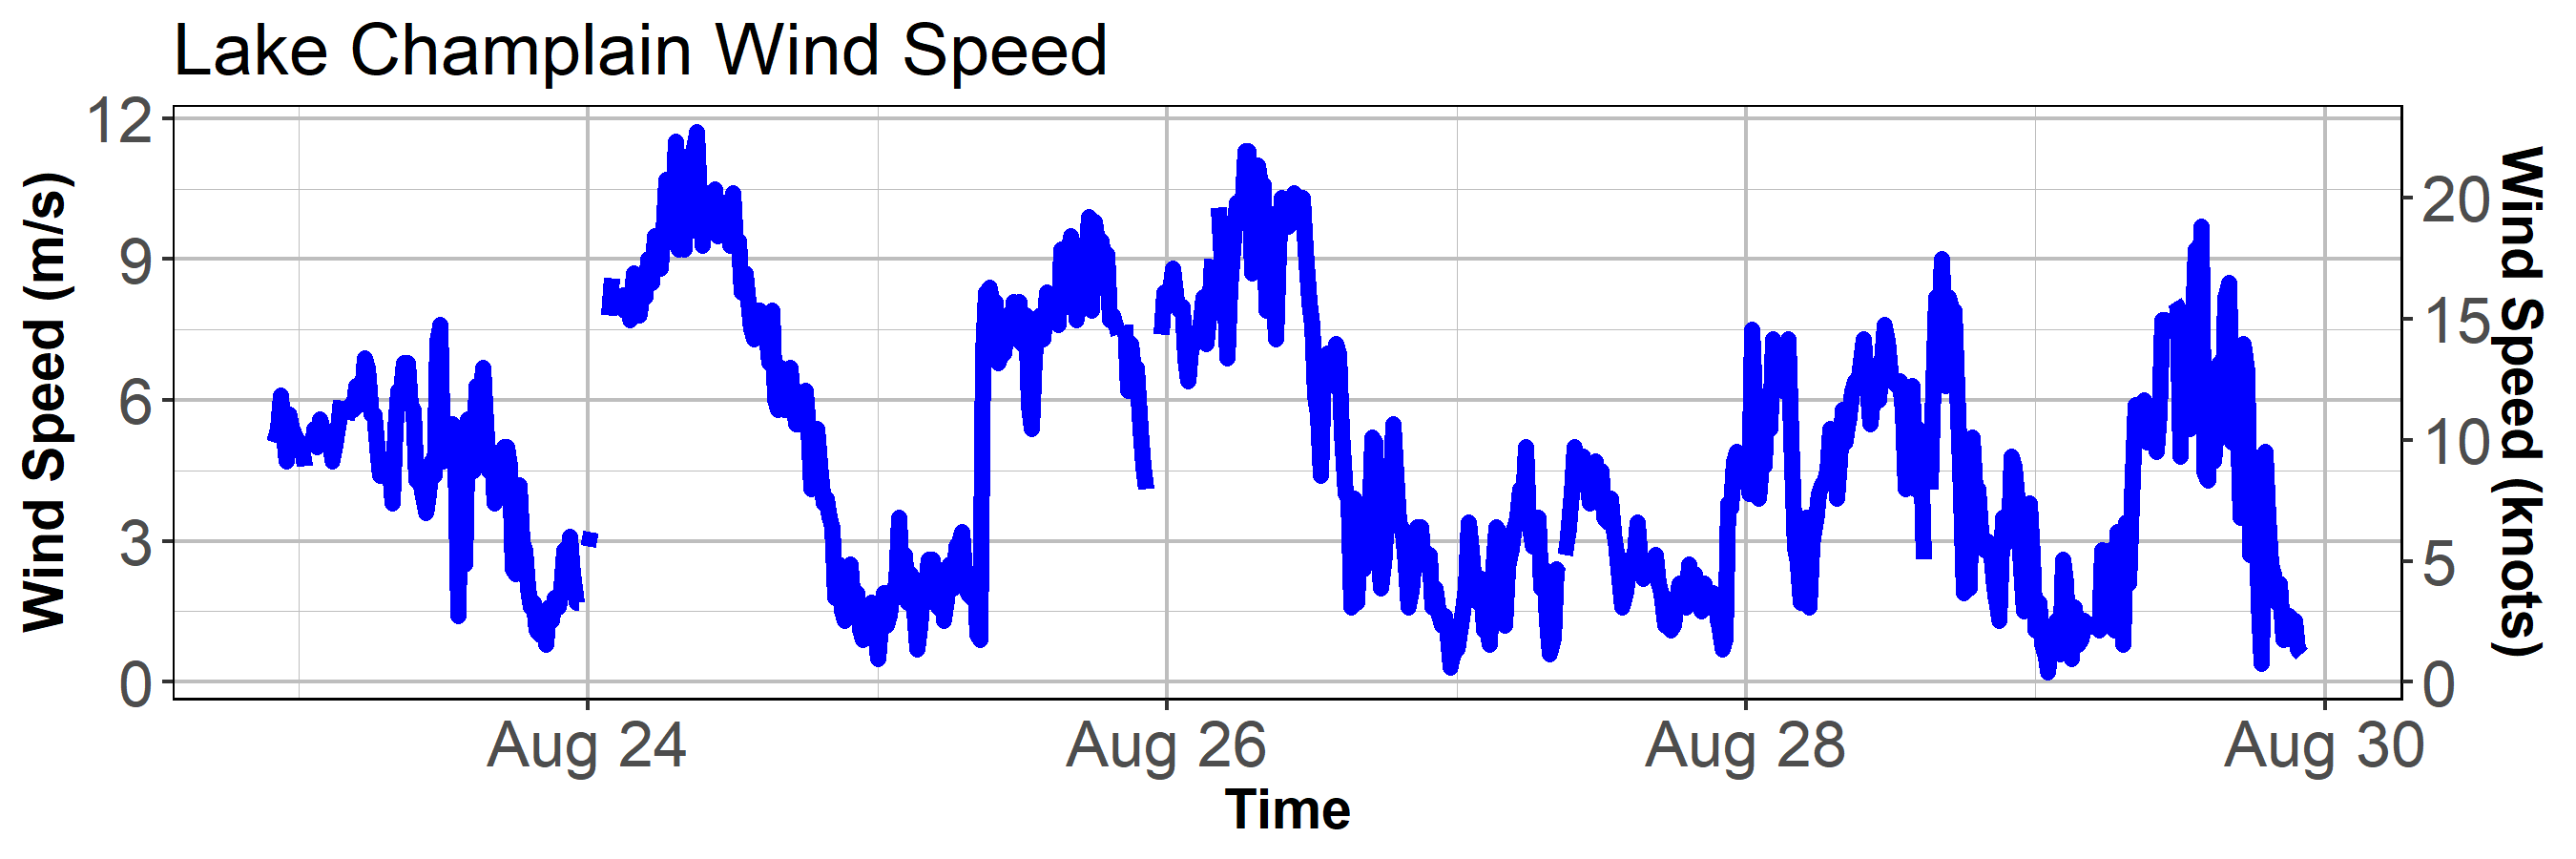 Lake Champlain Wind Speed
Wind Speed (m/s)
12
9
6
3
0
20
15
10
5
0
Wind Speed (knots)
Aug 24
Aug 26
Aug 28
Aug 30
Time